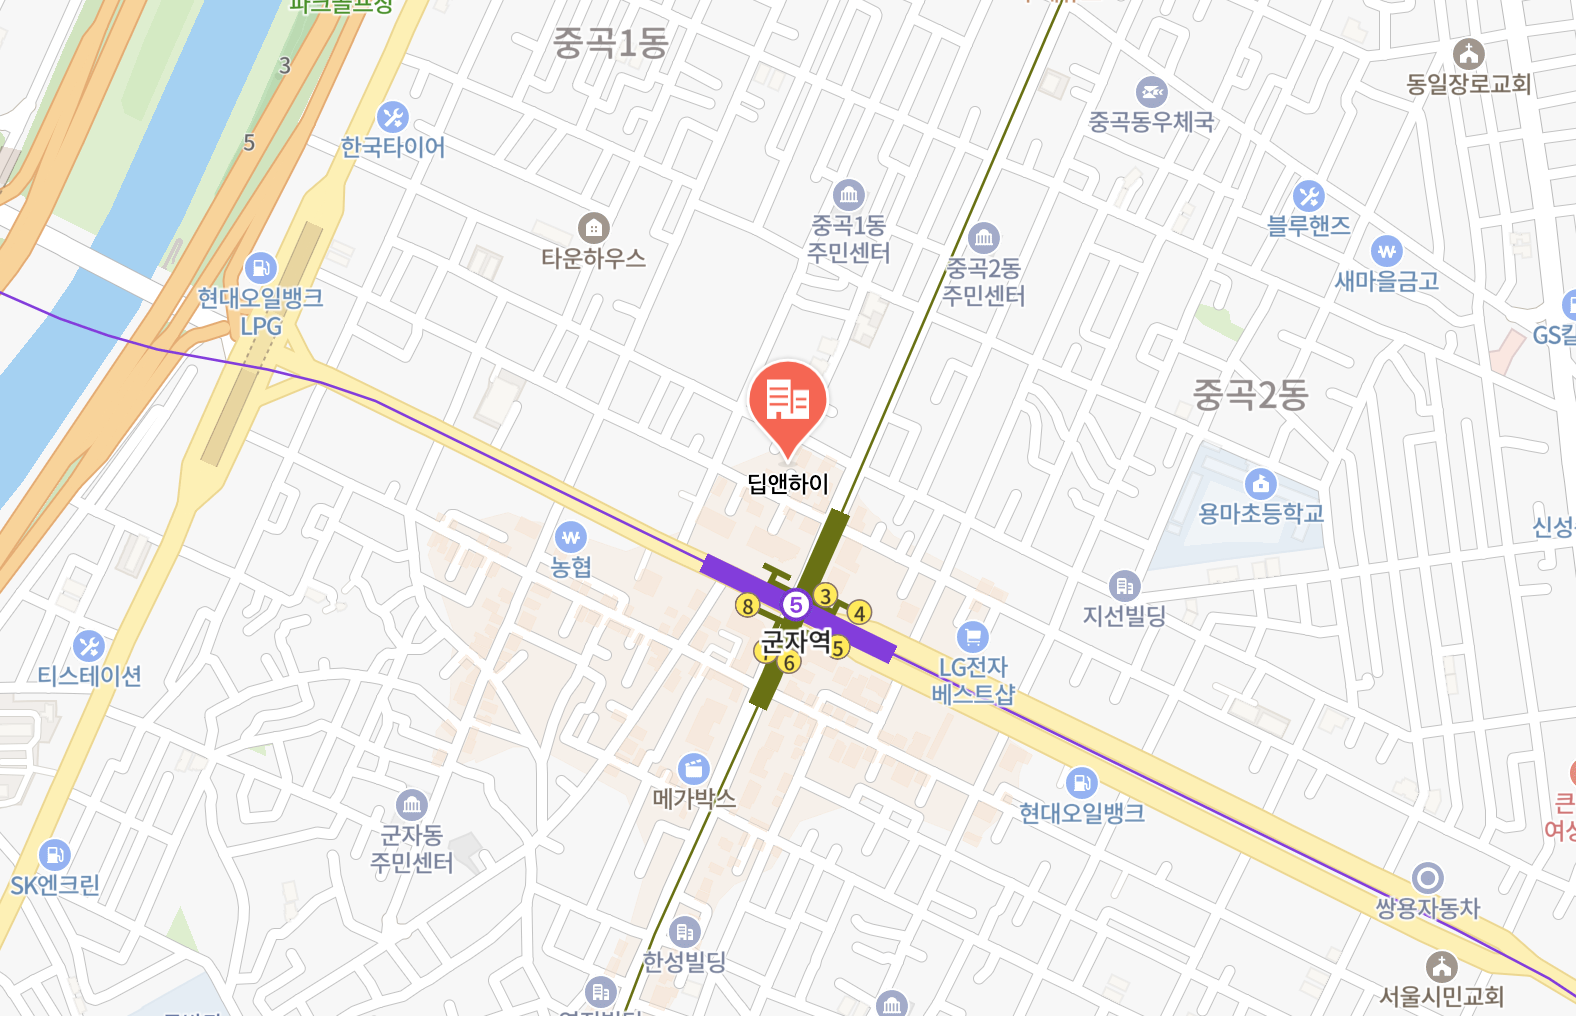 파크골프장
중곡1동
3
5
동일장로교회
중곡동우체국
한국타이어
중곡1동
주민센터
블루핸즈
타운하우스
중곡2동
주민센터
새마을금고
현대오일뱅크
LPG
중곡2동
딥앤하이
용마초등학교
농협
지선빌딩
5
3
8
4
군자역
5
6
LG전자
베스트샵
티스테이션
메가박스
현대오일뱅크
군자동
주민센터
SK엔크린
쌍용자동차
한성빌딩
서울시민교회